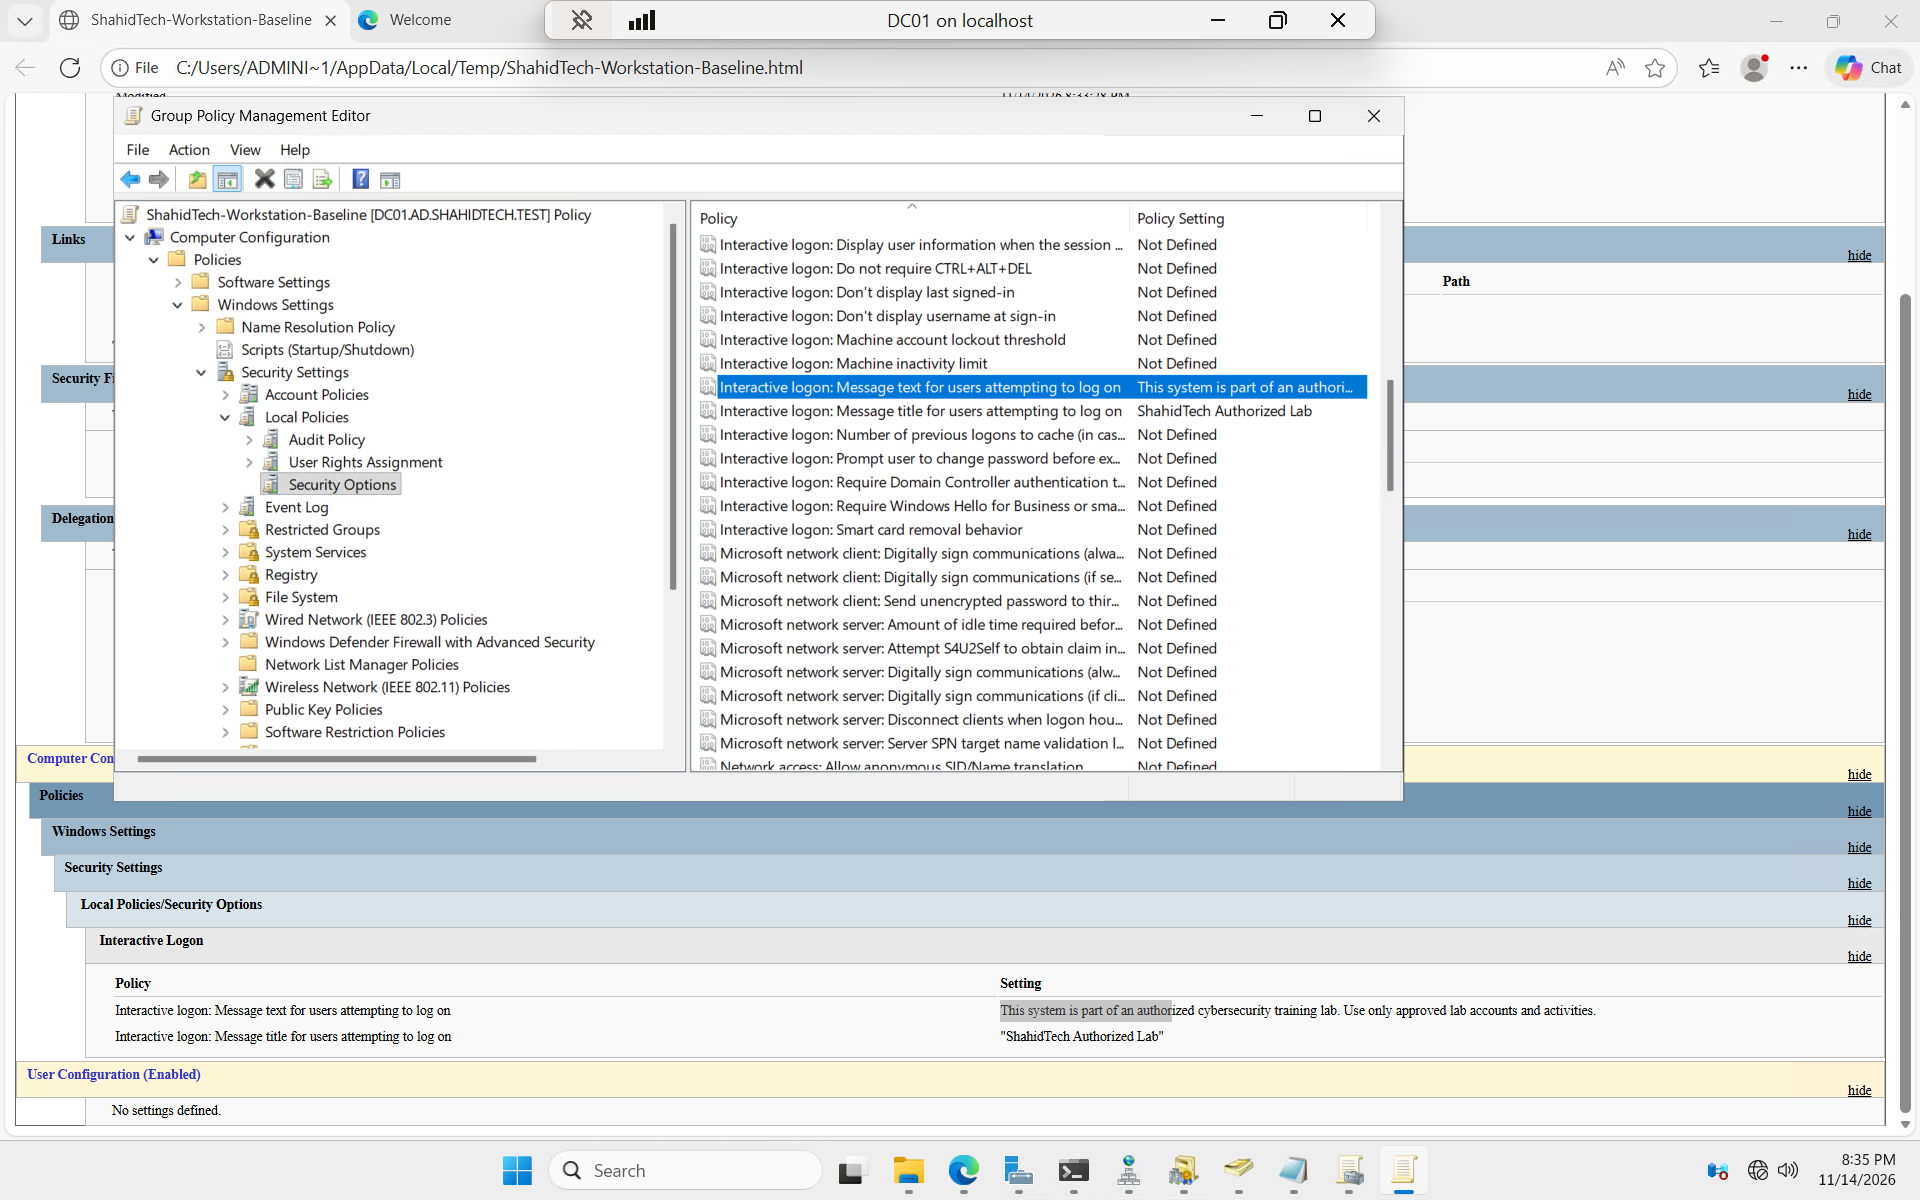 ShahidTech-Workstation-Baseline
Welcome
DC01 on localhost
File C:/Users/ADMINI~1/AppData/Local/Temp/ShahidTech-Workstation-Baseline.html
Chat
Modified
Group Policy Management Editor
File Action View Help
ShahidTech-Workstation-Baseline [DC01.AD.SHAHIDTECH.TEST] Policy
Computer Configuration
Policies
Software Settings
Windows Settings
Name Resolution Policy
Scripts (Startup/Shutdown)
Security Settings
Account Policies
Local Policies
Audit Policy
User Rights Assignment
Security Options
Event Log
Restricted Groups
System Services
Registry
File System
Wired Network (IEEE 802.3) Policies
Windows Defender Firewall with Advanced Security
Network List Manager Policies
Wireless Network (IEEE 802.11) Policies
Public Key Policies
Software Restriction Policies
Policy Policy Setting
Interactive logon: Display user information when the session ... Not Defined
Interactive logon: Do not require CTRL+ALT+DEL Not Defined
Interactive logon: Don't display last signed-in Not Defined
Interactive logon: Don't display username at sign-in Not Defined
Interactive logon: Machine account lockout threshold Not Defined
Interactive logon: Machine inactivity limit Not Defined
Interactive logon: Message text for users attempting to log on This system is part of an authori...
Interactive logon: Message title for users attempting to log on ShahidTech Authorized Lab
Interactive logon: Number of previous logons to cache (in cas... Not Defined
Interactive logon: Prompt user to change password before ex... Not Defined
Interactive logon: Require Domain Controller authentication t... Not Defined
Interactive logon: Require Windows Hello for Business or sma... Not Defined
Interactive logon: Smart card removal behavior Not Defined
Microsoft network client: Digitally sign communications (alwa... Not Defined
Microsoft network client: Digitally sign communications (if se... Not Defined
Microsoft network client: Send unencrypted password to thir... Not Defined
Microsoft network server: Amount of idle time required befor... Not Defined
Microsoft network server: Attempt S4U2Self to obtain claim in... Not Defined
Microsoft network server: Digitally sign communications (alw... Not Defined
Microsoft network server: Digitally sign communications (if cli... Not Defined
Microsoft network server: Disconnect clients when logon hou... Not Defined
Microsoft network server: Server SPN target name validation l... Not Defined
Network access: Allow anonymous SID/Name translation Not Defined
Links hide
Path
Security Fi hide
Delegation hide
Computer Con hide
Policies hide
Windows Settings hide
Security Settings hide
Local Policies/Security Options hide
Interactive Logon hide
Policy Setting
Interactive logon: Message text for users attempting to log on This system is part of an authorized cybersecurity training lab. Use only approved lab accounts and activities.
Interactive logon: Message title for users attempting to log on "ShahidTech Authorized Lab"
User Configuration (Enabled) hide
No settings defined.
Search
8:35 PM
11/14/2026